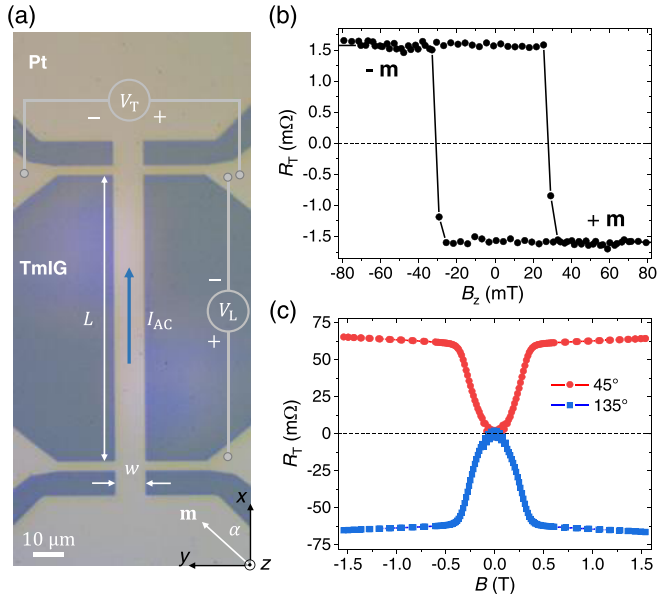 (a)
Pt
V_T
− +
TmIG
L
I_AC
−
V_L
+
w
x
m
α
y
z
10 µm
(b)
1.5
1.0
0.5
0.0
-0.5
-1.0
-1.5
R_T (mΩ)
- m
+ m
-80 -60 -40 -20 0 20 40 60 80
B_z (mT)
(c)
75
50
25
0
-25
-50
-75
R_T (mΩ)
45°
135°
-1.5 -1.0 -0.5 0.0 0.5 1.0 1.5
B (T)